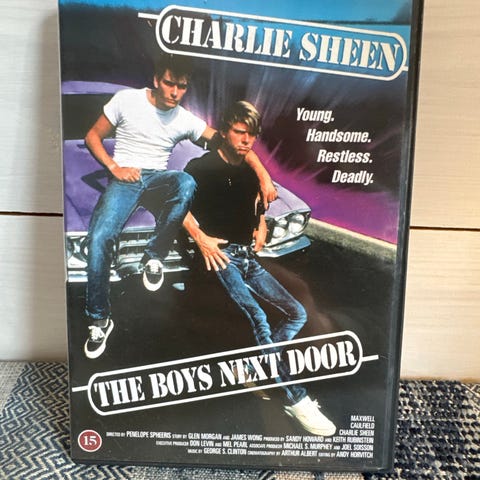 CHARLIE SHEEN
Young.
Handsome.
Restless.
Deadly.
THE BOYS NEXT DOOR
MAXWELL
CAULFIELD
CHARLIE SHEEN
DIRECTED BY PENELOPE SPHEERIS STORY BY GLEN MORGAN AND JAMES WONG PRODUCED BY SANDY HOWARD AND KEITH RUBINSTEIN
EXECUTIVE PRODUCER DON LEVIN AND MEL PEARL ASSOCIATE PRODUCER MICHAEL S. MURPHEY AND JOEL SOISSON
MUSIC BY GEORGE S. CLINTON CINEMATOGRAPHY BY ARTHUR ALBERT EDITING BY ANDY HORVITCH
15